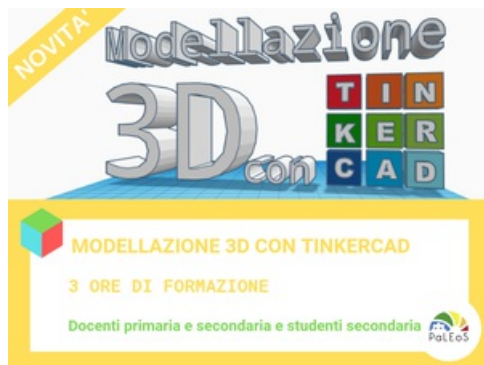 NOVITA'
Modellazione
3D con
TIN
KER
CAD
MODELLAZIONE 3D CON TINKERCAD
3 ORE DI FORMAZIONE
Docenti primaria e secondaria e studenti secondaria
PaLEoS